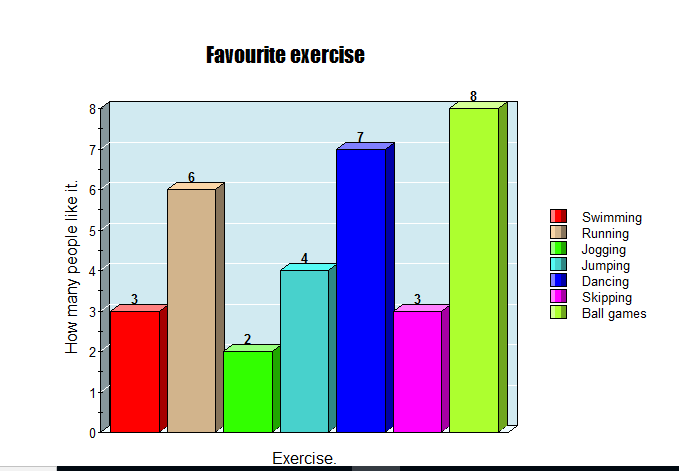 Favourite exercise
How many people like it.
8
7
6
5
4
3
2
1
0
3
6
2
4
7
3
8
Exercise.
Swimming
Running
Jogging
Jumping
Dancing
Skipping
Ball games